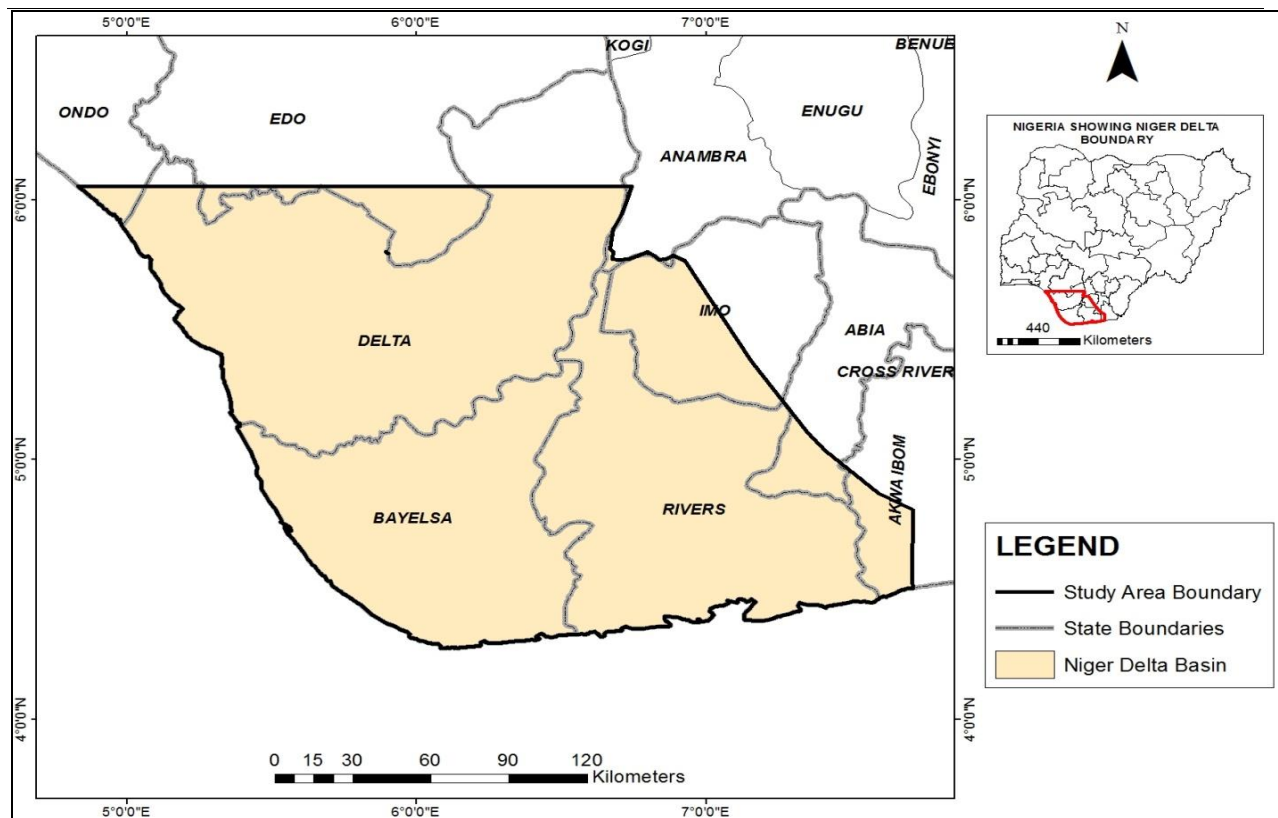 5°0'0"E 6°0'0"E 7°0'0"E
N
KOGI
BENUE
ONDO
EDO
ENUGU
ANAMBRA
EBONYI
6°0'0"N
6°0'0"N
NIGERIA SHOWING NIGER DELTA
BOUNDARY
440
Kilometers
IMO
DELTA
ABIA
CROSS RIVER
5°0'0"N
5°0'0"N
AKWA IBOM
BAYELSA
RIVERS
LEGEND
Study Area Boundary
State Boundaries
Niger Delta Basin
4°0'0"N
4°0'0"N
0 15 30 60 90 120
Kilometers
5°0'0"E 6°0'0"E 7°0'0"E